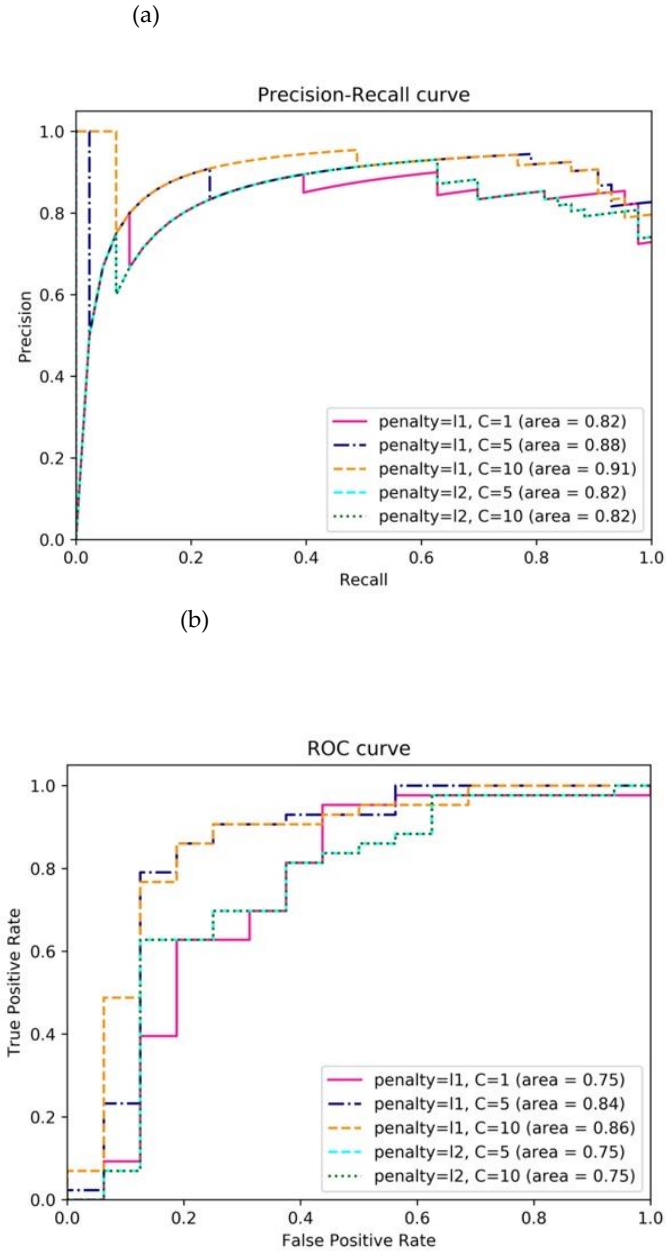 (a)
Precision-Recall curve
1.0
0.8
0.6
0.4
0.2
0.0
Precision
penalty=l1, C=1 (area = 0.82)
penalty=l1, C=5 (area = 0.88)
penalty=l1, C=10 (area = 0.91)
penalty=l2, C=5 (area = 0.82)
penalty=l2, C=10 (area = 0.82)
0.0 0.2 0.4 0.6 0.8 1.0
Recall
(b)
ROC curve
1.0
0.8
0.6
0.4
0.2
0.0
True Positive Rate
penalty=l1, C=1 (area = 0.75)
penalty=l1, C=5 (area = 0.84)
penalty=l1, C=10 (area = 0.86)
penalty=l2, C=5 (area = 0.75)
penalty=l2, C=10 (area = 0.75)
0.0 0.2 0.4 0.6 0.8 1.0
False Positive Rate